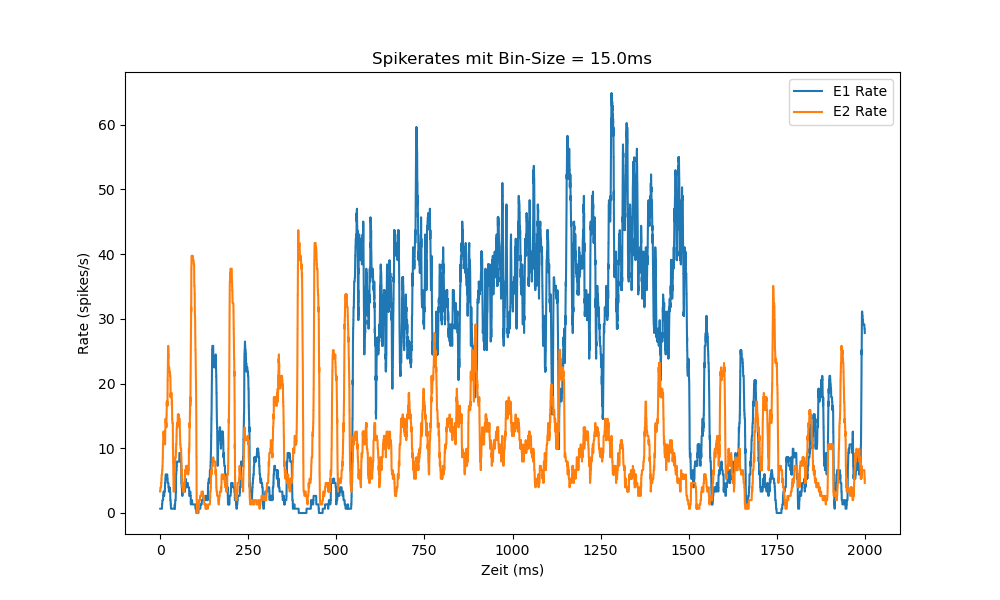 Spikerates mit Bin-Size = 15.0ms
E1 Rate
E2 Rate
Rate (spikes/s)
60
50
40
30
20
10
0
0 250 500 750 1000 1250 1500 1750 2000
Zeit (ms)